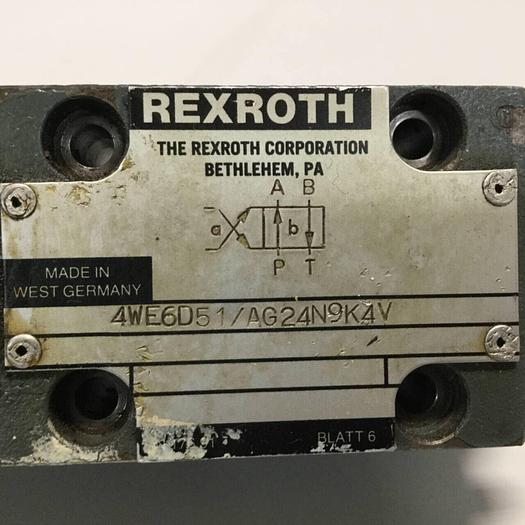 REXROTH
THE REXROTH CORPORATION
BETHLEHEM, PA
A B
a b
P T
MADE IN
WEST GERMANY
4WE6D51/AG24N9K4V
BLATT 6